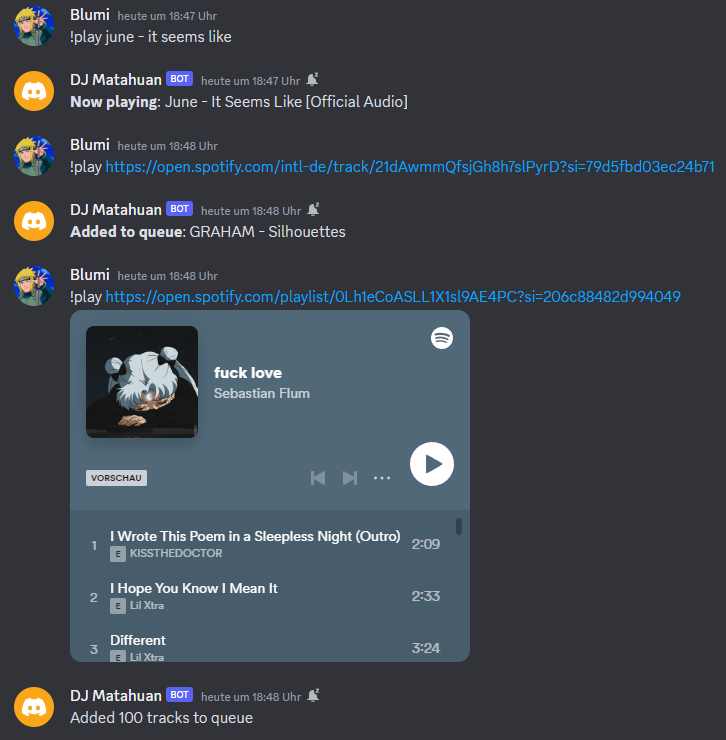 Blumi heute um 18:47 Uhr
!play june - it seems like
DJ Matahuan BOT heute um 18:47 Uhr
Now playing: June - It Seems Like [Official Audio]
Blumi heute um 18:48 Uhr
!play https://open.spotify.com/intl-de/track/21dAwmmQfsjGh8h7slPyrD?si=79d5fbd03ec24b71
DJ Matahuan BOT heute um 18:48 Uhr
Added to queue: GRAHAM - Silhouettes
Blumi heute um 18:48 Uhr
!play https://open.spotify.com/playlist/0Lh1eCoASLL1X1sl9AE4PC?si=206c88482d994049
fuck love
Sebastian Flum
VORSCHAU
1 I Wrote This Poem in a Sleepless Night (Outro) 2:09
E KISSTHEDOCTOR
2 I Hope You Know I Mean It 2:33
E Lil Xtra
3 Different 3:24
E Lil Xtra
DJ Matahuan BOT heute um 18:48 Uhr
Added 100 tracks to queue